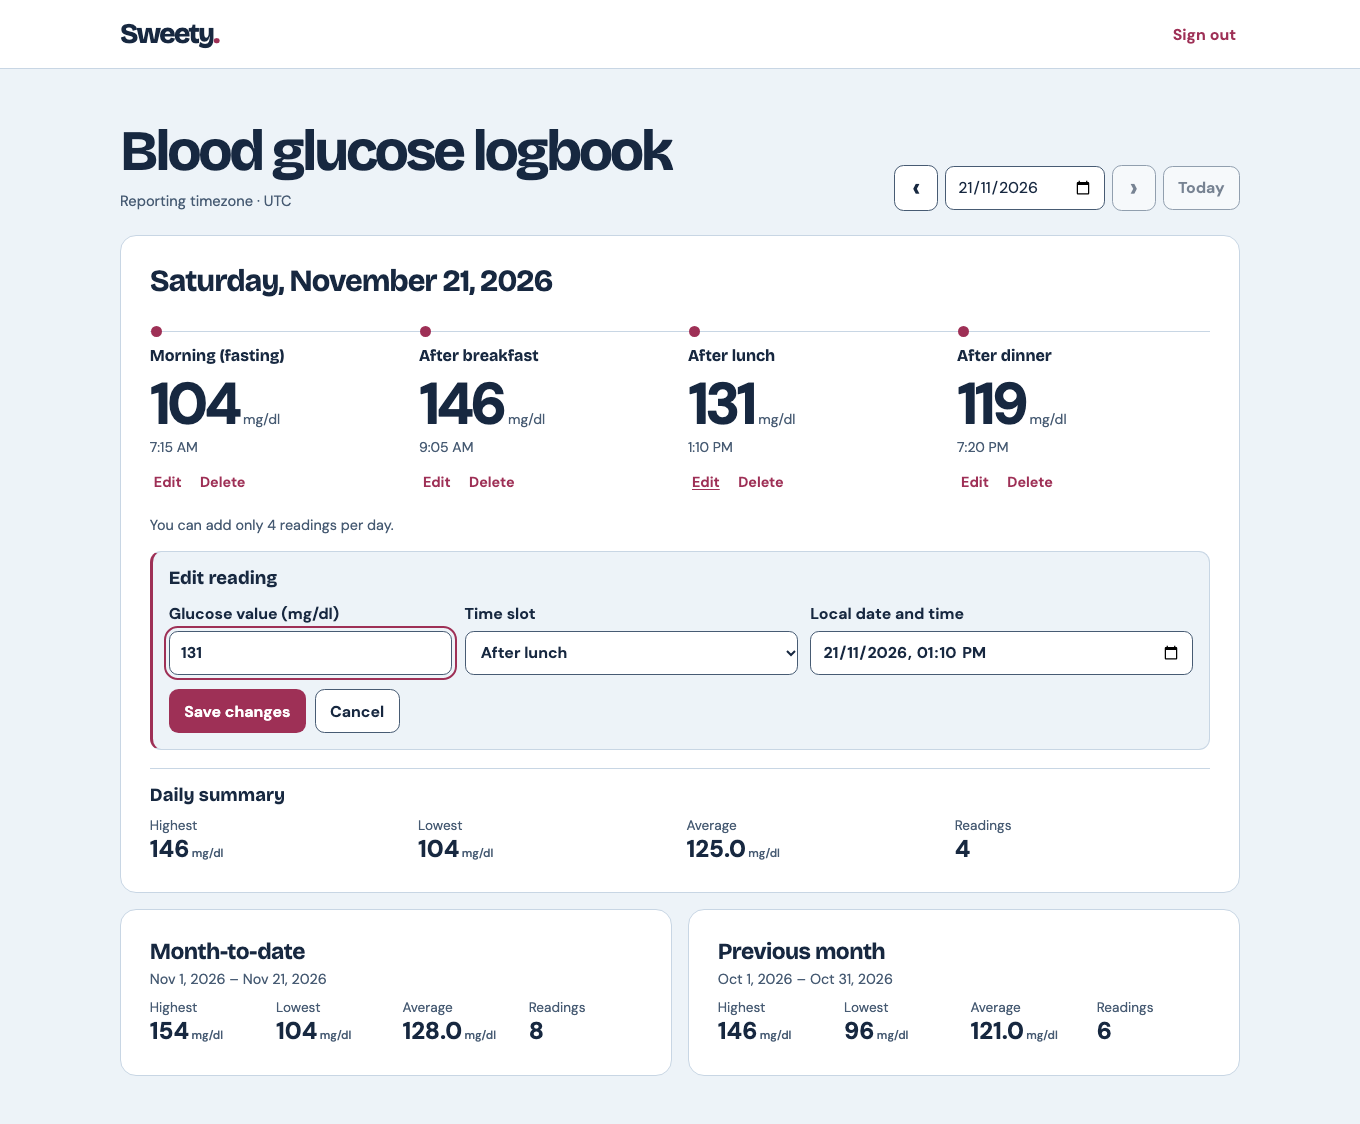 Sweety.
Sign out
Blood glucose logbook
Reporting timezone · UTC
‹ 21/11/2026 › Today
Saturday, November 21, 2026
Morning (fasting) After breakfast After lunch After dinner
104 mg/dl 146 mg/dl 131 mg/dl 119 mg/dl
7:15 AM 9:05 AM 1:10 PM 7:20 PM
Edit Delete Edit Delete Edit Delete Edit Delete
You can add only 4 readings per day.
Edit reading
Glucose value (mg/dl) Time slot Local date and time
131 After lunch 21/11/2026, 01:10 PM
Save changes Cancel
Daily summary
Highest Lowest Average Readings
146 mg/dl 104 mg/dl 125.0 mg/dl 4
Month-to-date
Nov 1, 2026 – Nov 21, 2026
Highest Lowest Average Readings
154 mg/dl 104 mg/dl 128.0 mg/dl 8
Previous month
Oct 1, 2026 – Oct 31, 2026
Highest Lowest Average Readings
146 mg/dl 96 mg/dl 121.0 mg/dl 6